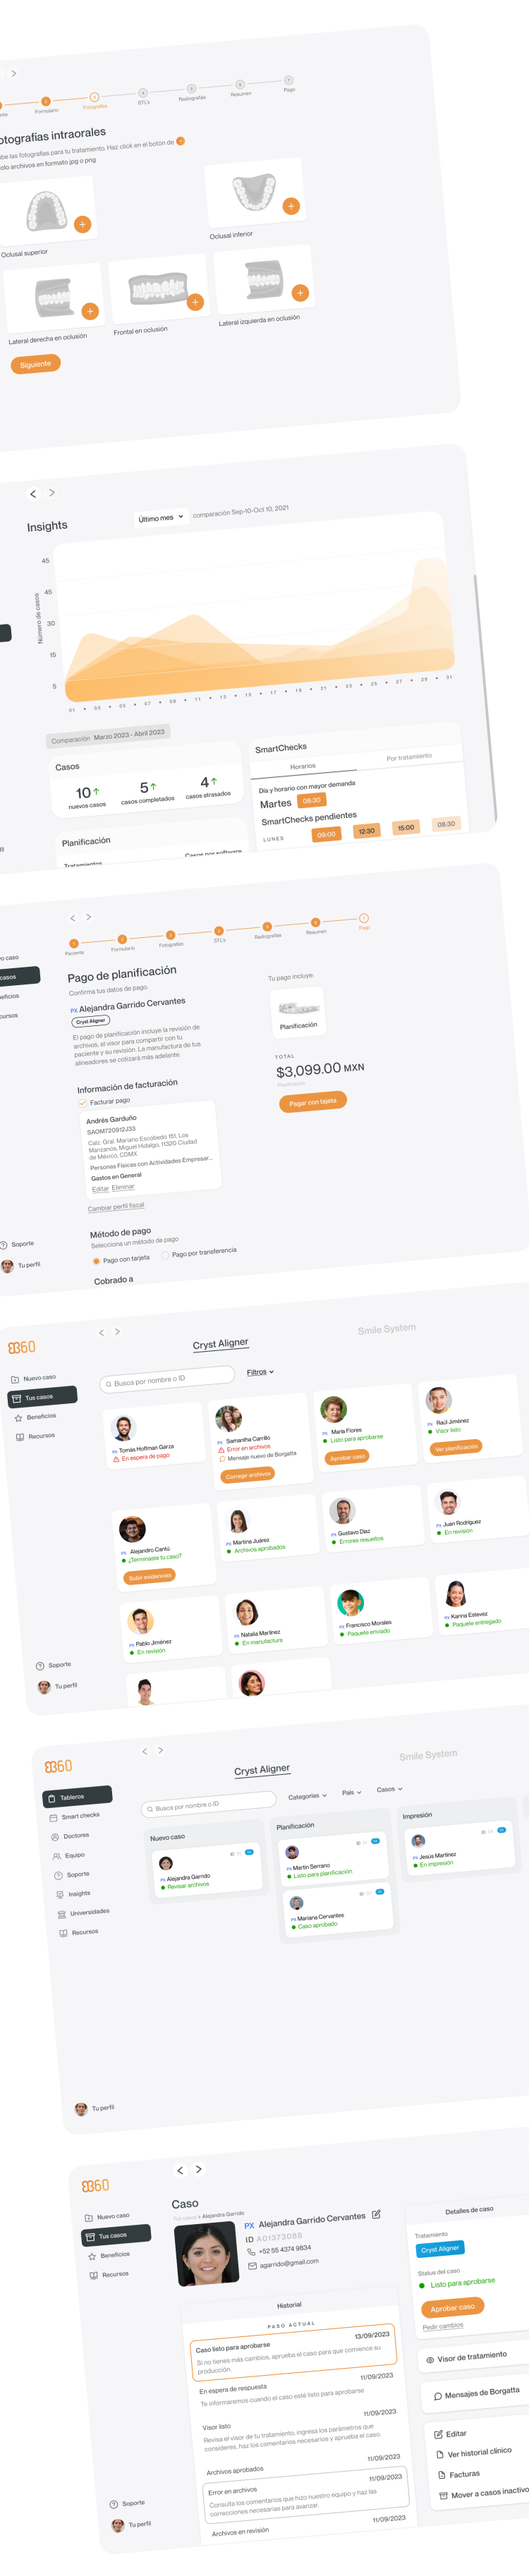 Formulario
Fotografías
STL's
Radiografías
Resumen
Pago
otografías intraorales
be las fotografías para tu tratamiento. Haz click en el botón de +
olo archivos en formato jpg o png
Oclusal superior
Oclusal inferior
Lateral derecha en oclusión
Frontal en oclusión
Lateral izquierda en oclusión
Siguiente
Insights
Último mes
comparación Sep-10-Oct 10, 2021
Número de casos
45
45
30
15
5
01 • 03 • 05 • 07 • 09 • 11 • 13 • 15 • 17 • 19 • 21 • 23 • 25 • 27 • 29 • 31
Comparación Marzo 2023 - Abril 2023
Casos
10
nuevos casos
5
casos completados
4
casos atrasados
SmartChecks
Horarios
Por tratamiento
Día y horario con mayor demanda
Martes 08:30
SmartChecks pendientes
LUNES 09:00 12:30 15:00 08:30
Planificación
Tratamientos
Casos por software
o caso
casos
eficios
ursos
Soporte
Tu perfil
Paciente
Formulario
Fotografías
STL's
Radiografías
Resumen
Pago
Pago de planificación
Confirma tus datos de pago.
PX Alejandra Garrido Cervantes
Cryst Aligner
El pago de planificación incluye la revisión de
archivos, el visor para compartir con tu
paciente y su revisión. La manufactura de tus
alineadores se cotizará más adelante.
Información de facturación
Facturar pago
Andrés Garduño
SAOM720912J33
Calz. Gral. Mariano Escobedo 151, Los
Manzanos, Miguel Hidalgo, 11320 Ciudad
de México, CDMX
Personas Físicas con Actividades Empresar...
Gastos en General
Editar Eliminar
Cambiar perfil fiscal
Método de pago
Selecciona un método de pago
Pago con tarjeta
Pago por transferencia
Cobrado a
Tu pago incluye:
Planificación
TOTAL
$3,099.00 MXN
Planificación
Pagar con tajeta
Nuevo caso
Tus casos
Beneficios
Recursos
Soporte
Tu perfil
Cryst Aligner
Smile System
Busca por nombre o ID
Filtros
PX Tomás Hoffman Garza
En espera de pago
PX Samantha Carrillo
Error en archivos
Mensaje nuevo de Borgatta
Corregir archivos
PX María Flores
Listo para aprobarse
Aprobar caso
PX Raúl Jiménez
Visor listo
Ver planificación
PX Alejandro Cantú
¿Terminaste tu caso?
Subir evidencias
PX Martina Juárez
Archivos aprobados
PX Gustavo Díaz
Errores resueltos
PX Juan Rodríguez
En revisión
PX Pablo Jiménez
En revisión
PX Natalia Martínez
En manufactura
PX Francisco Morales
Paquete enviado
PX Karina Estevez
Paquete entregado
Tableros
Smart checks
Doctores
Equipo
Soporte
Insights
Universidades
Recursos
Tu perfil
Cryst Aligner
Smile System
Busca por nombre o ID
Categorías
País
Casos
Nuevo caso
PX Alejandra Garrido
Revisar archivos
Planificación
PX Martín Serrano
Listo para planificación
PX Mariana Cervantes
Caso aprobado
Impresión
PX Jesús Martínez
En impresión
Nuevo caso
Tus casos
Beneficios
Recursos
Soporte
Tu perfil
Caso
Tus casos > Alejandra Garrido
PX Alejandra Garrido Cervantes
ID A01373088
+52 55 4374 9834
agarrido@gmail.com
Historial
PASO ACTUAL
13/09/2023
Caso listo para aprobarse
Si no tienes más cambios, aprueba el caso para que comience su
producción.
11/09/2023
En espera de respuesta
Te informaremos cuando el caso esté listo para aprobarse
11/09/2023
Visor listo
Revisa el visor de tu tratamiento, ingresa los parámetros que
consideres, haz los comentarios necesarios y aprueba el caso.
11/09/2023
Archivos aprobados
11/09/2023
Error en archivos
Consulta los comentarios que hizo nuestro equipo y haz las
correcciones necesarias para avanzar.
11/09/2023
Archivos en revisión
Detalles de caso
Tratamiento
Cryst Aligner
Status del caso
Listo para aprobarse
Aprobar caso
Pedir cambios
Visor de tratamiento
Mensajes de Borgatta
Editar
Ver historial clínico
Facturas
Mover a casos inactivo